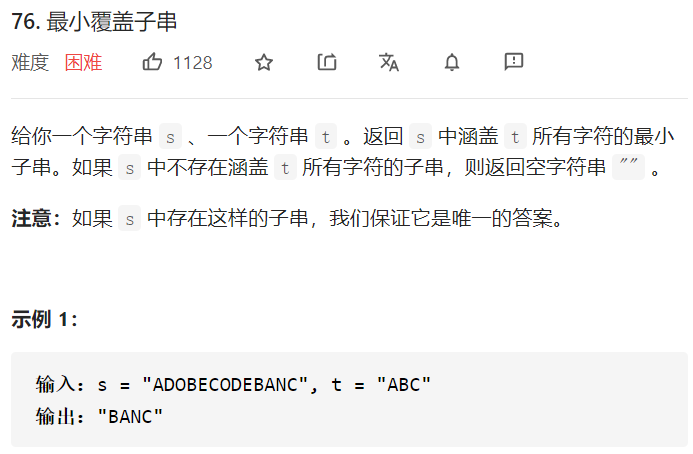 76. 最小覆盖子串
难度 困难 1128
给你一个字符串 s 、一个字符串 t 。返回 s 中涵盖 t 所有字符的最小
子串。如果 s 中不存在涵盖 t 所有字符的子串，则返回空字符串 "" 。
注意：如果 s 中存在这样的子串，我们保证它是唯一的答案。
示例 1：
输入：s = "ADOBECODEBANC", t = "ABC"
输出："BANC"